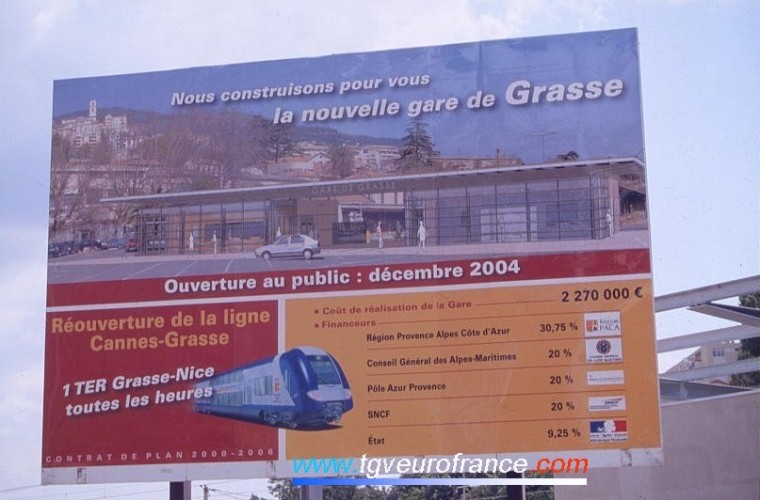 Nous construisons pour vous
la nouvelle gare de Grasse
GARE DE GRASSE
Ouverture au public : décembre 2004
Réouverture de la ligne
Cannes-Grasse
1 TER Grasse-Nice
toutes les heures
CONTRAT DE PLAN 2000-2006
• Coût de réalisation de la Gare 2 270 000 €
• Financeurs
Région Provence Alpes Côte d'Azur 30,75 %
PACA
Conseil Général des Alpes-Maritimes 20 %
Pôle Azur Provence 20 %
SNCF 20 %
État 9,25 %
www.tgveurofrance.com